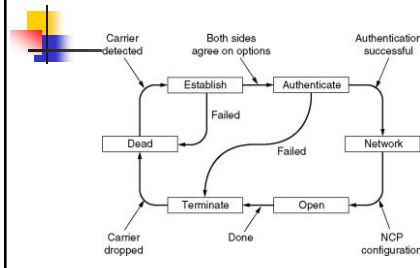 Carrier
detected
Both sides
agree on options
Authentication
successful
Establish
Authenticate
Failed
Dead
Failed
Network
Terminate
Open
Carrier
dropped
Done
NCP
configuration